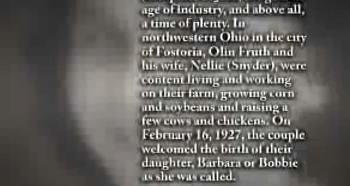 age of industry, and above all,
a time of plenty. In
northwestern Ohio in the city
of Fostoria, Olin Fruth and
his wife, Nellie (Snyder), were
content living and working
on their farm, growing corn
and soybeans and raising a
few cows and chickens. On
February 16, 1927, the couple
welcomed the birth of their
daughter, Barbara or Bobbie
as she was called.